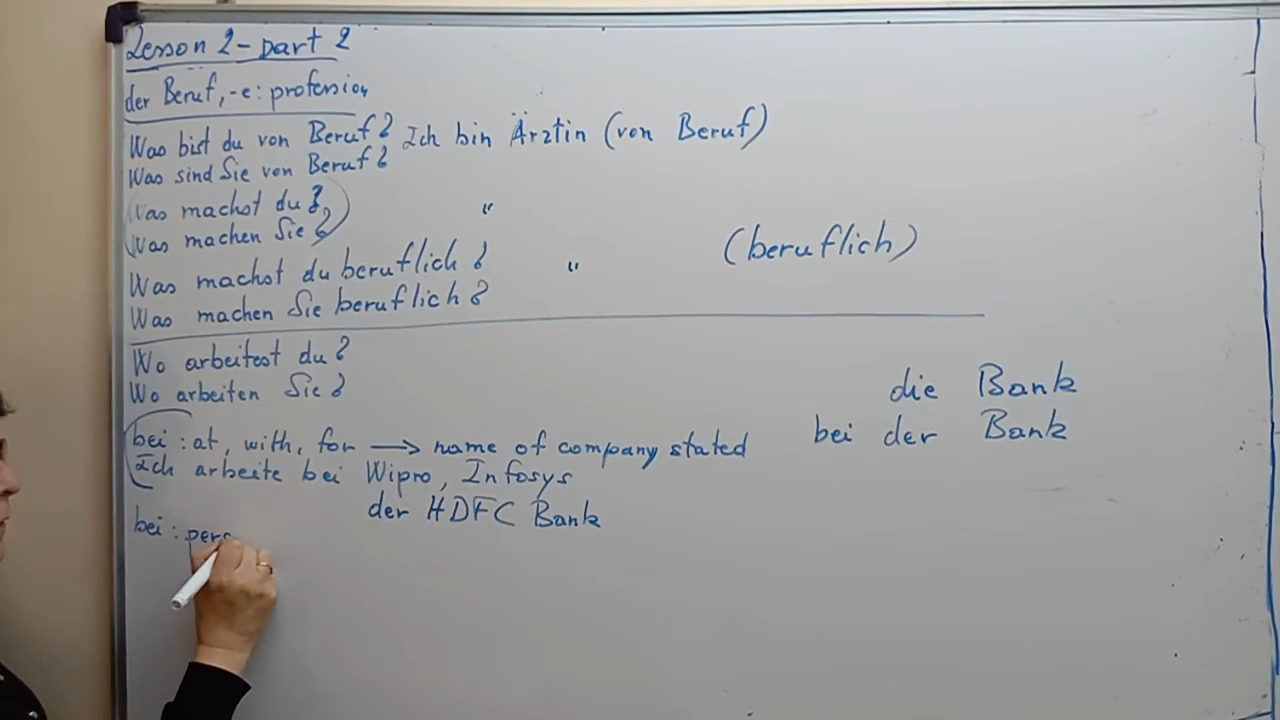 Lesson 2 - part 2
der Beruf, -e : profession
Was bist du von Beruf? Ich bin Ärztin (von Beruf)
Was sind Sie von Beruf?
(Was machst du?) "
(Was machen Sie?)
(beruflich)
Was machst du beruflich? "
Was machen Sie beruflich?
Wo arbeitest du?
Wo arbeiten Sie?
die Bank
bei der Bank
bei : at, with, for → name of company stated
Ich arbeite bei Wipro, Infosys
der HDFC Bank
bei : pers